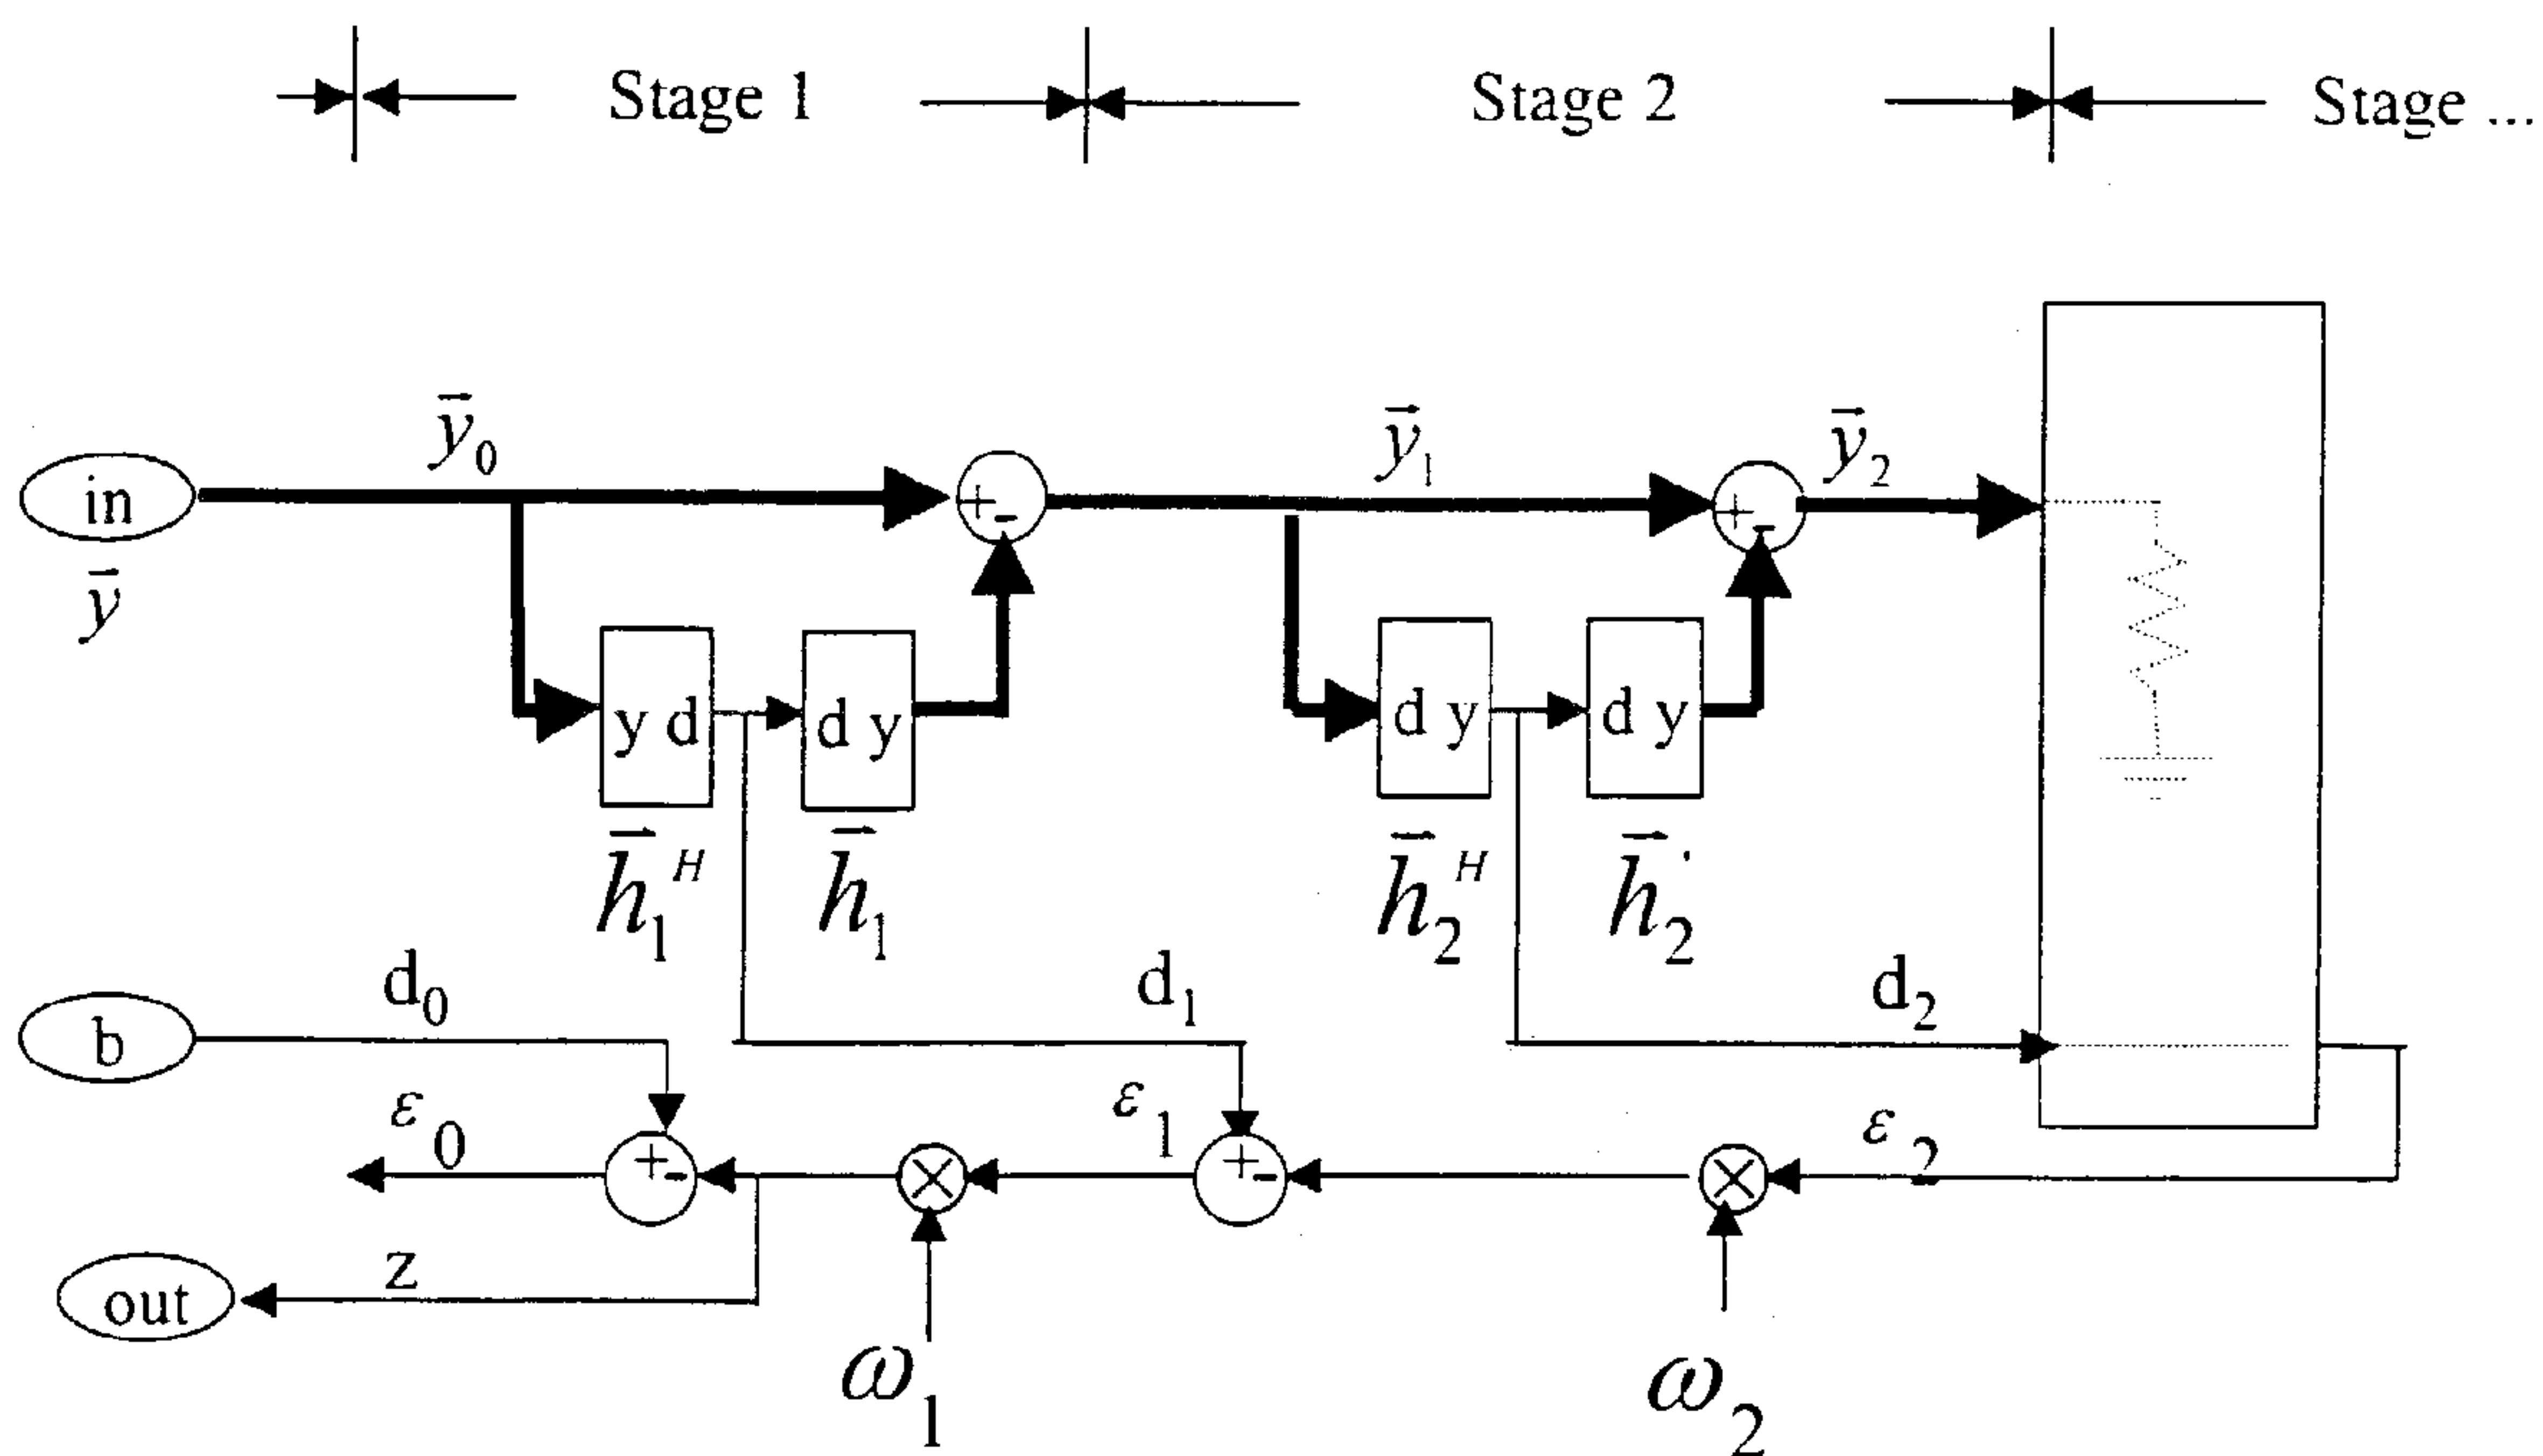 Stage 1 Stage 2 Stage ...
y⃗₀ y⃗₁ y⃗₂
in + - + -
y⃗
y d d y d y d y
h⃗₁ᴴ h⃗₁ h⃗₂ᴴ h⃗₂˙
d₀ d₁ d₂
b
ε₀ ε₁ ε₂
+ - + -
z
out
ω₁ ω₂